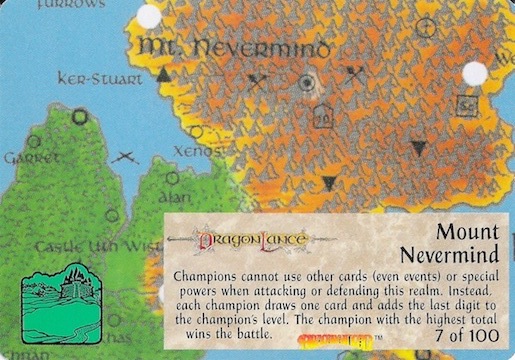 FURROWS
Mt. Nevermind
Ker-Stuart
Garnet
Xenos
Alan
Castle Uth Wist
DragonLance
Mount
Nevermind
Champions cannot use other cards (even events) or special
powers when attacking or defending this realm. Instead,
each champion draws one card and adds the last digit to
the champion's level. The champion with the highest total
wins the battle.
7 of 100